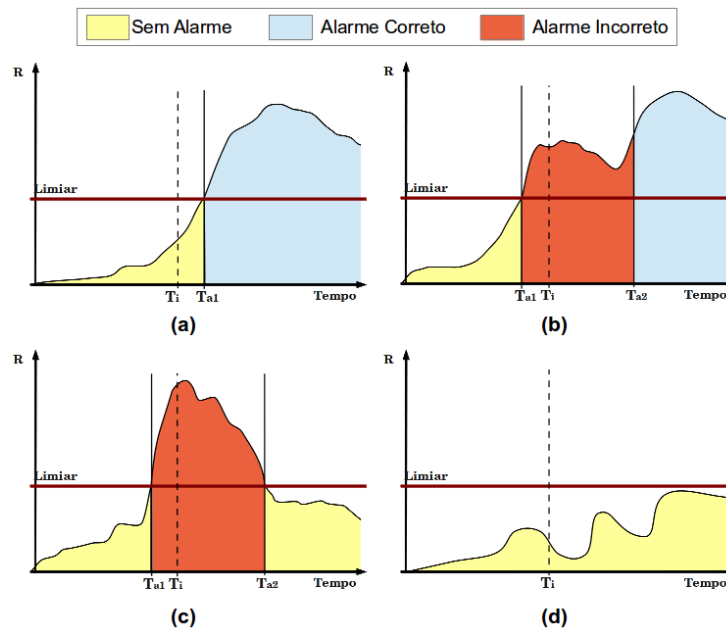 Sem Alarme Alarme Correto Alarme Incorreto
R
Limiar
Ti Ta1 Tempo
(a)
R
Limiar
Ta1 Ti Ta2 Tempo
(b)
R
Limiar
Ta1 Ti Ta2 Tempo
(c)
R
Limiar
Ti Tempo
(d)